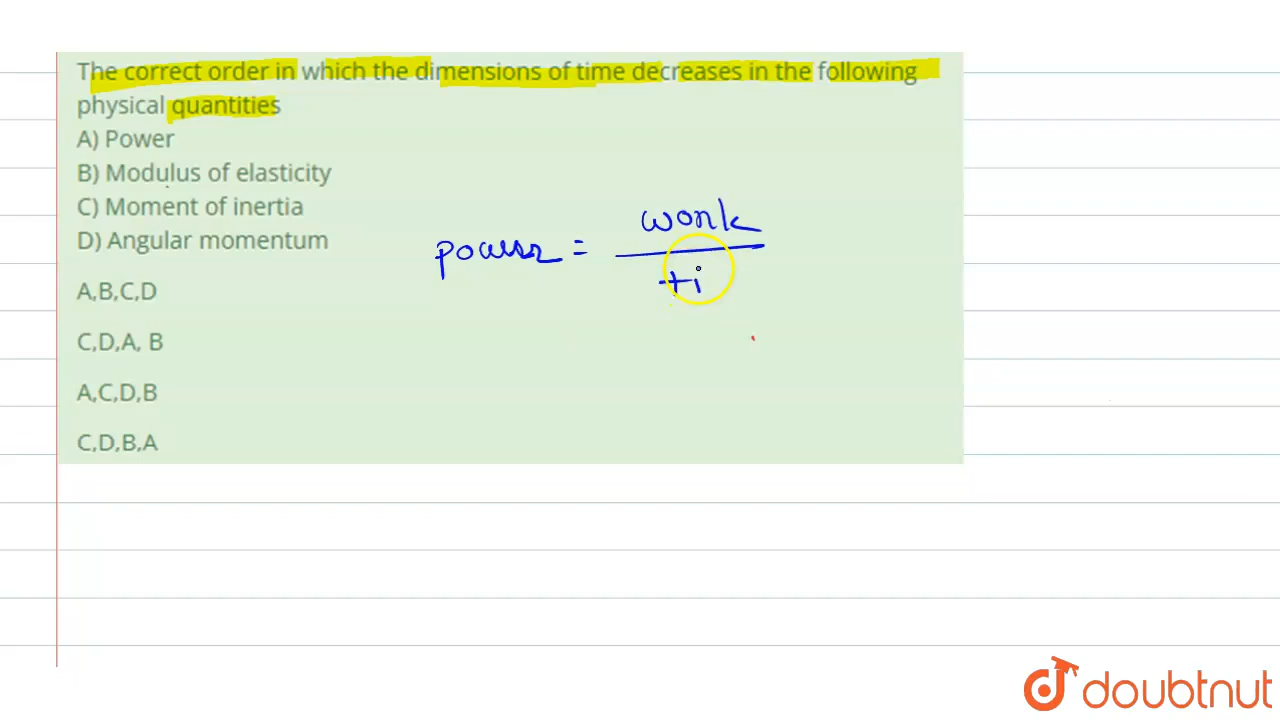 The correct order in which the dimensions of time decreases in the following
physical quantities
A) Power
B) Modulus of elasticity
C) Moment of inertia
D) Angular momentum
A,B,C,D
C,D,A, B
A,C,D,B
C,D,B,A
power = work
ti
doubtnut